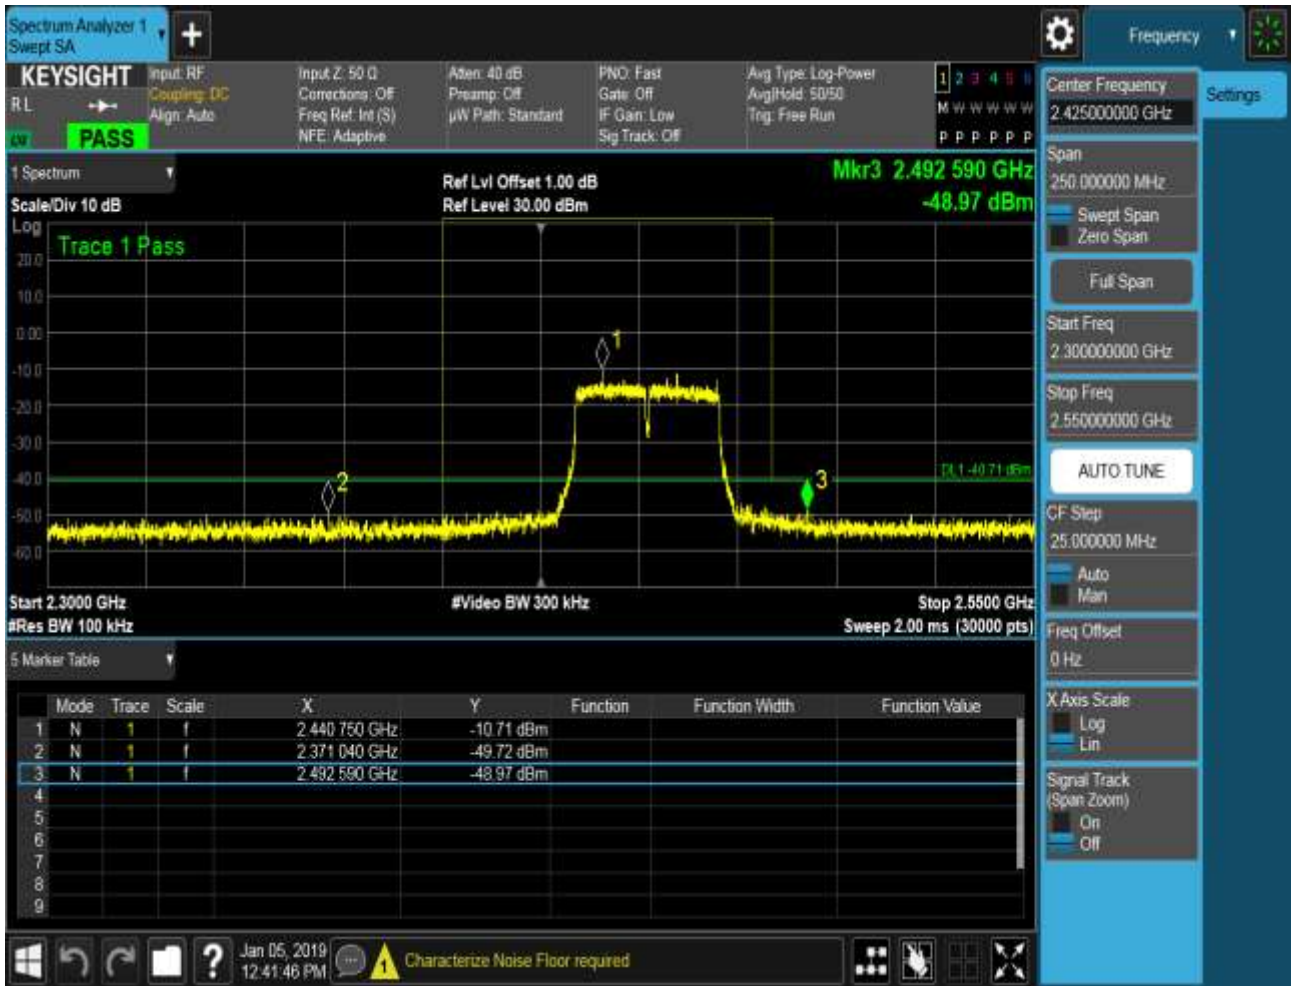 Spectrum Analyzer 1
Swept SA
+
Frequency
KEYSIGHT
RL
PASS
Input: RF
Coupling: DC
Align: Auto
Input Z: 50 Ω
Corrections: Off
Freq Ref: Int (S)
NFE: Adaptive
Atten: 40 dB
Preamp: Off
µW Path: Standard
PNO: Fast
Gate: Off
IF Gain: Low
Sig Track: Off
Avg Type: Log-Power
Avg|Hold: 50/50
Trig: Free Run
1 2 3 4 5 6
M W W W W W
P P P P P P
1 Spectrum
Scale/Div 10 dB
Ref Lvl Offset 1.00 dB
Ref Level 30.00 dBm
Mkr3 2.492 590 GHz
-48.97 dBm
Log
Trace 1 Pass
20.0
10.0
0.00
-10.0
-20.0
-30.0
-40.0
-50.0
-60.0
1
2
3
DL1 -40.71 dBm
Start 2.3000 GHz
#Res BW 100 kHz
#Video BW 300 kHz
Stop 2.5500 GHz
Sweep 2.00 ms (30000 pts)
5 Marker Table
Mode Trace Scale X Y Function Function Width Function Value
1 N 1 f 2.440 750 GHz -10.71 dBm
2 N 1 f 2.371 040 GHz -49.72 dBm
3 N 1 f 2.492 590 GHz -48.97 dBm
4
5
6
7
8
9
Jan 05, 2019
12:41:46 PM
?
1
Characterize Noise Floor required
Center Frequency
2.425000000 GHz
Span
250.000000 MHz
Swept Span
Zero Span
Full Span
Start Freq
2.300000000 GHz
Stop Freq
2.550000000 GHz
AUTO TUNE
CF Step
25.000000 MHz
Auto
Man
Freq Offset
0 Hz
X Axis Scale
Log
Lin
Signal Track
(Span Zoom)
On
Off
Settings